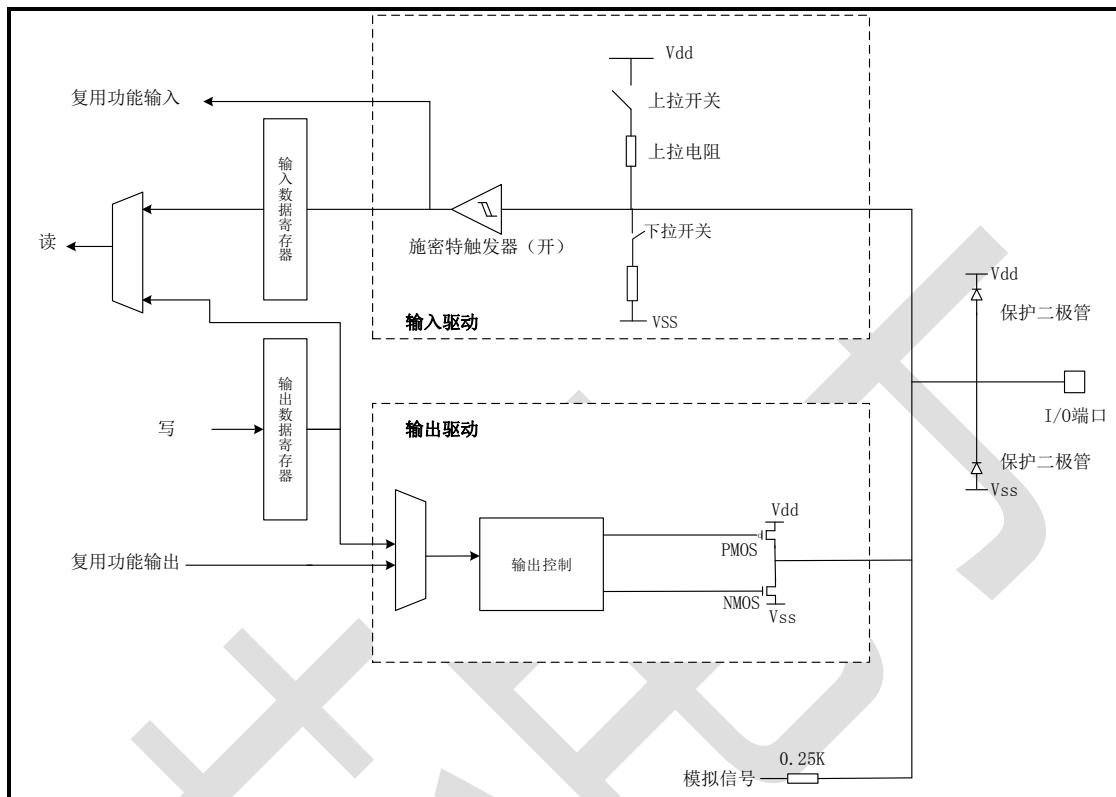 Vdd
复用功能输入
上拉开关
上拉电阻
输入数据寄存器
读
施密特触发器（开）
下拉开关
Vdd
保护二极管
输入驱动
VSS
I/O端口
输出数据寄存器
写
输出驱动
保护二极管
Vss
Vdd
PMOS
复用功能输出
输出控制
NMOS
Vss
0.25K
模拟信号